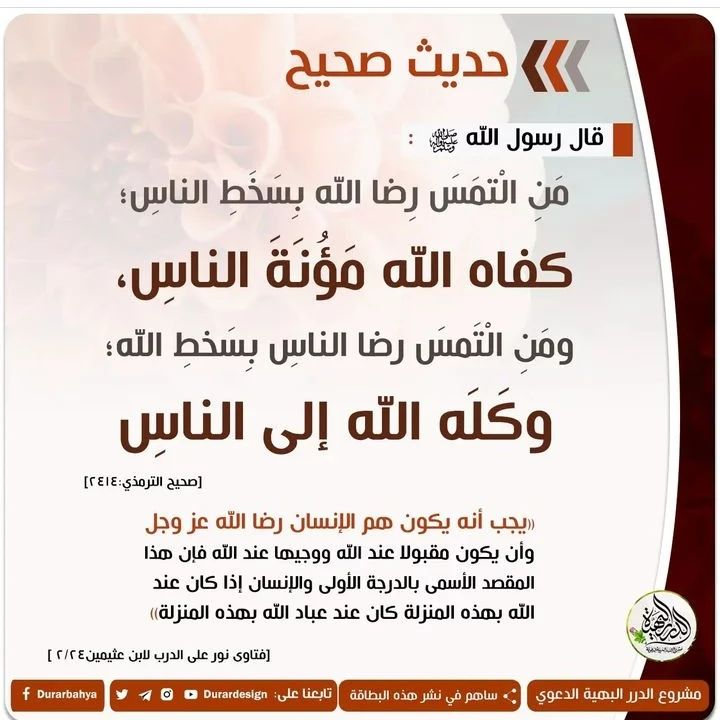 حديث صحيح
قال رسول الله ﷺ :
مَنِ الْتمَسَ رِضا الله بِسَخَطِ الناسِ؛
كفاه الله مَؤُنَةَ الناسِ،
ومَنِ الْتَمسَ رضا الناسِ بِسَخطِ الله؛
وكَلَه الله إلى الناسِ
[صحيح الترمذي:٢٤١٤]
((يجب أنه يكون هم الإنسان رضا الله عز وجل
وأن يكون مقبولا عند الله ووجيها عند الله فإن هذا
المقصد الأسمى بالدرجة الأولى والإنسان إذا كان عند
الله بهذه المنزلة كان عند عباد الله بهذه المنزلة))
[فتاوى نور على الدرب لابن عثيمين٢/٢٤ ]
الدرر البهية
مشروع الدرر البهية الدعوي
ساهم في نشر هذه البطاقة
تابعنا على: Durardesign
Durarbahya